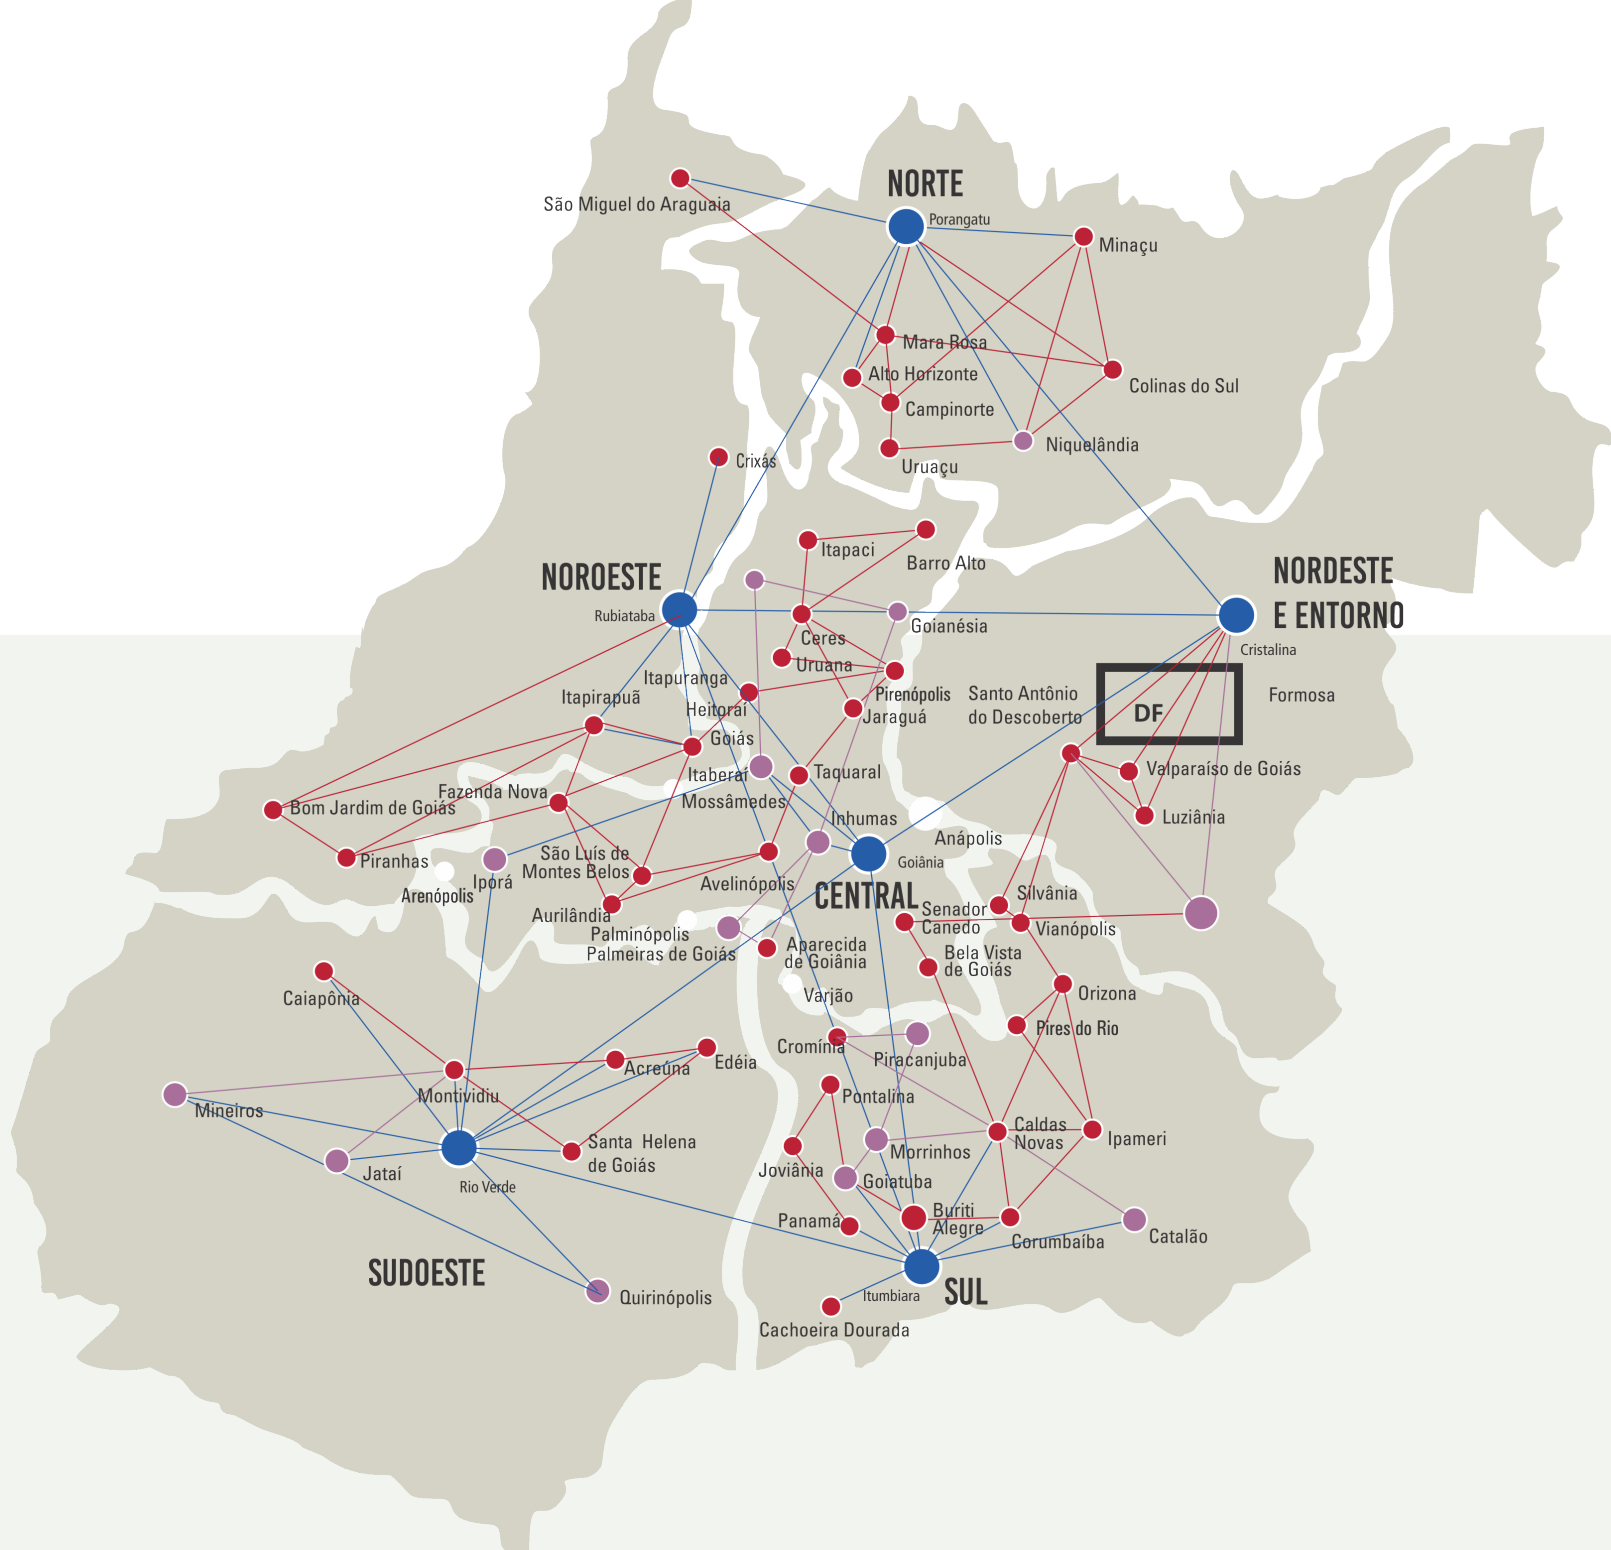 NORTE
São Miguel do Araguaia
Porangatu
Minaçu
Mara Rosa
Alto Horizonte
Colinas do Sul
Campinorte
Niquelândia
Uruaçu
Crixás
Itapaci
Barro Alto
NOROESTE
Rubiataba
NORDESTE
E ENTORNO
Cristalina
Goianésia
Ceres
Uruana
Itapuranga
Itapirapuã
Heitoraí
Pirenópolis
Jaraguá
Santo Antônio
do Descoberto
DF
Formosa
Goiás
Itaberaí
Taquaral
Valparaíso de Goiás
Fazenda Nova
Mossâmedes
Bom Jardim de Goiás
Inhumas
Luziânia
Anápolis
Piranhas
São Luís de
Montes Belos
Goiânia
Iporá
Arenópolis
Avelinópolis
CENTRAL
Silvânia
Aurilândia
Senador
Canedo
Vianópolis
Palminópolis
Palmeiras de Goiás
Aparecida
de Goiânia
Bela Vista
de Goiás
Caiapônia
Varjão
Orizona
Pires do Rio
Cromínia
Piracanjuba
Edéia
Acreúna
Montividiu
Pontalina
Mineiros
Caldas
Novas
Ipameri
Santa Helena
de Goiás
Morrinhos
Joviânia
Jataí
Goiatuba
Rio Verde
Buriti
Alegre
Panamá
Corumbaíba
Catalão
SUDOESTE
Itumbiara
SUL
Quirinópolis
Cachoeira Dourada